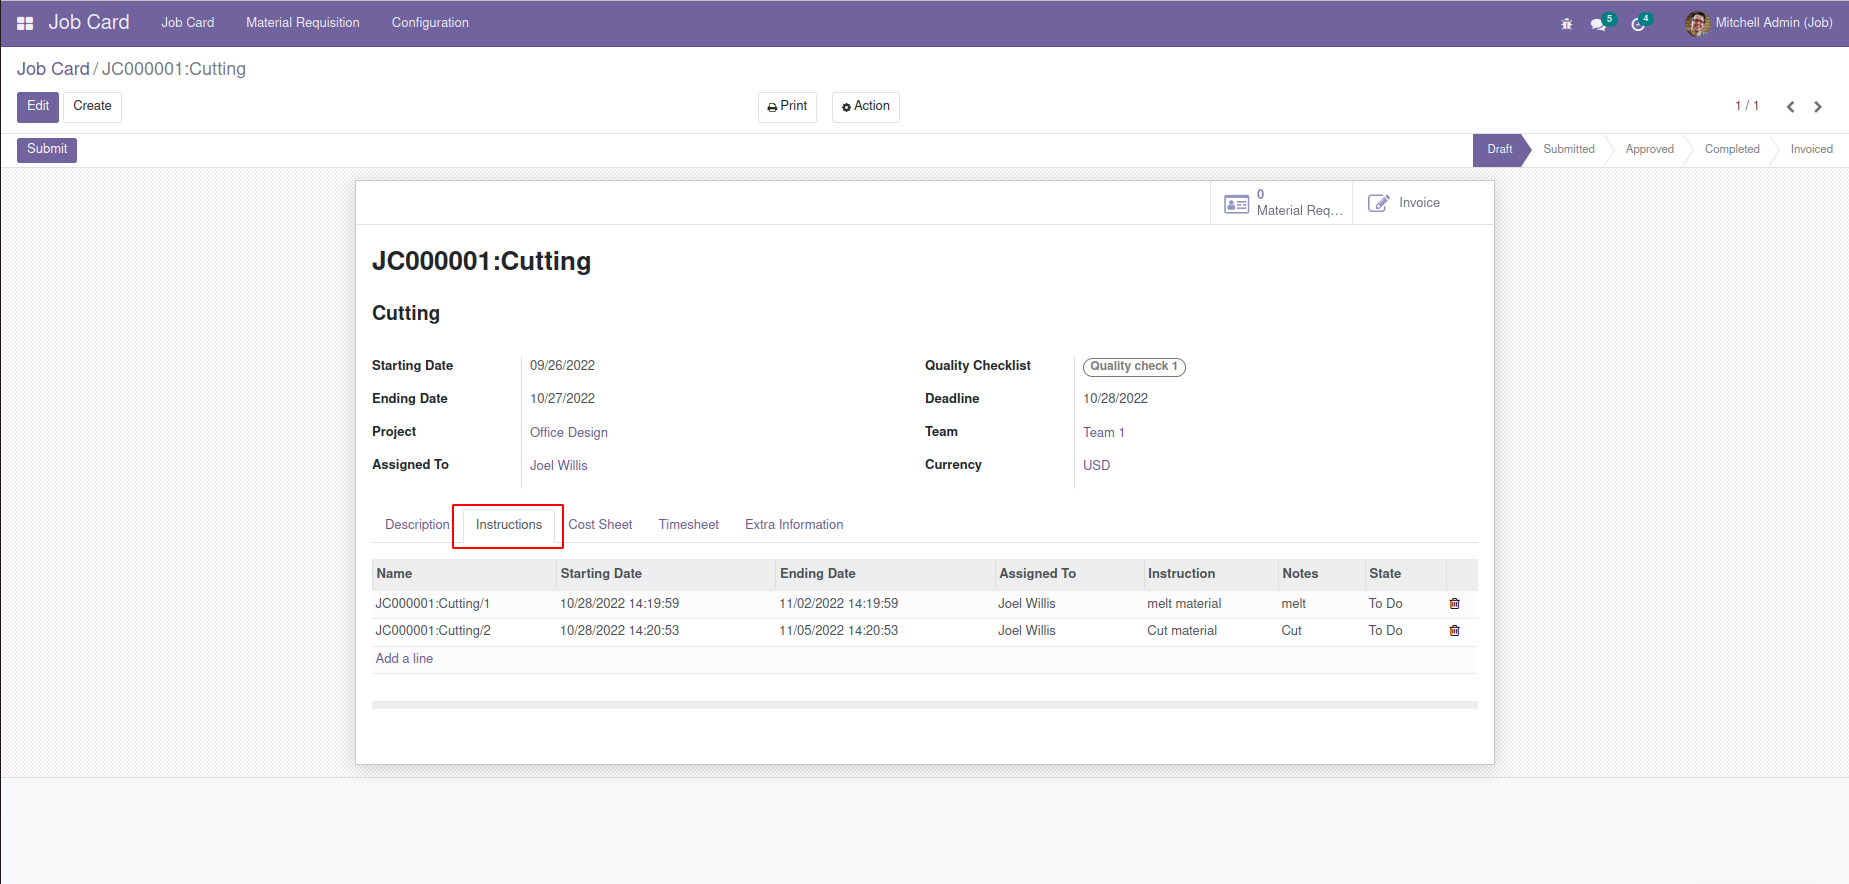 Job Card Job Card Material Requisition Configuration 5 4 Mitchell Admin (Job)
Job Card / JC000001:Cutting
Edit Create Print Action 1 / 1
Submit Draft Submitted Approved Completed Invoiced
0
Material Req... Invoice
JC000001:Cutting
Cutting
Starting Date 09/26/2022 Quality Checklist Quality check 1
Ending Date 10/27/2022 Deadline 10/28/2022
Project Office Design Team Team 1
Assigned To Joel Willis Currency USD
Description Instructions Cost Sheet Timesheet Extra Information
Name Starting Date Ending Date Assigned To Instruction Notes State
JC000001:Cutting/1 10/28/2022 14:19:59 11/02/2022 14:19:59 Joel Willis melt material melt To Do
JC000001:Cutting/2 10/28/2022 14:20:53 11/05/2022 14:20:53 Joel Willis Cut material Cut To Do
Add a line